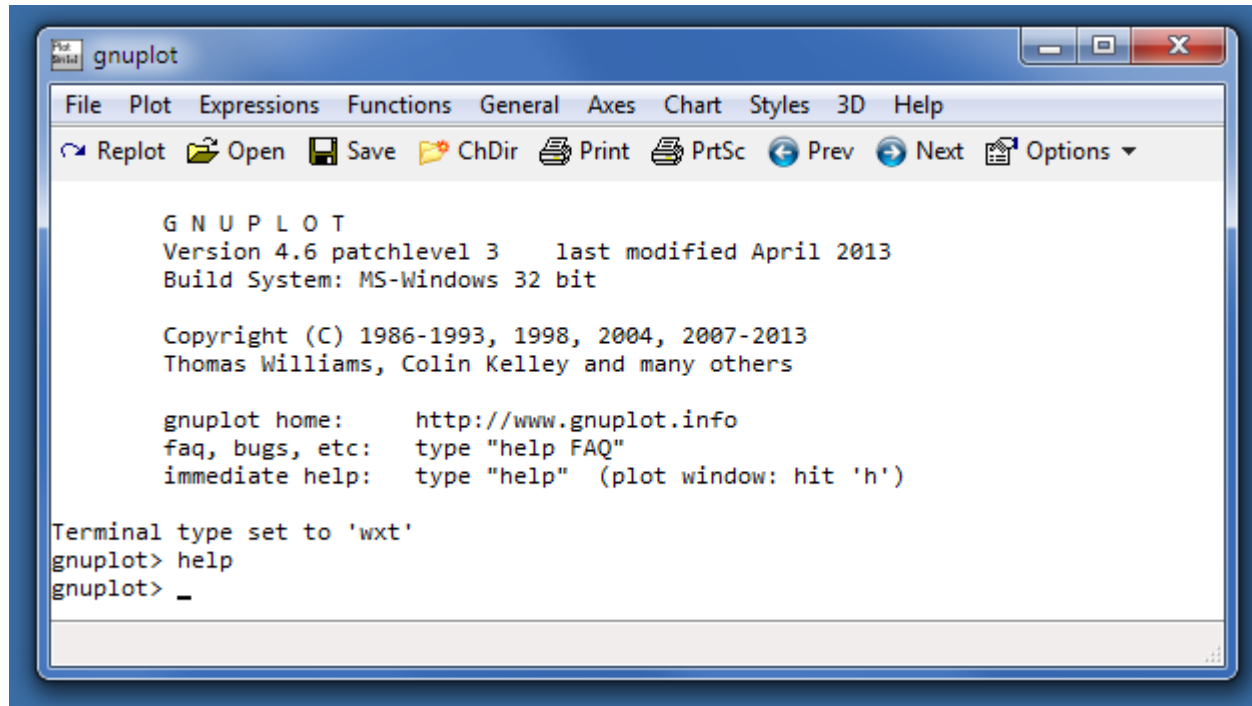 gnuplot
File Plot Expressions Functions General Axes Chart Styles 3D Help
Replot Open Save ChDir Print PrtSc Prev Next Options
G N U P L O T
Version 4.6 patchlevel 3    last modified April 2013
Build System: MS-Windows 32 bit
Copyright (C) 1986-1993, 1998, 2004, 2007-2013
Thomas Williams, Colin Kelley and many others
gnuplot home:     http://www.gnuplot.info
faq, bugs, etc:   type "help FAQ"
immediate help:   type "help"  (plot window: hit 'h')
Terminal type set to 'wxt'
gnuplot> help
gnuplot> _